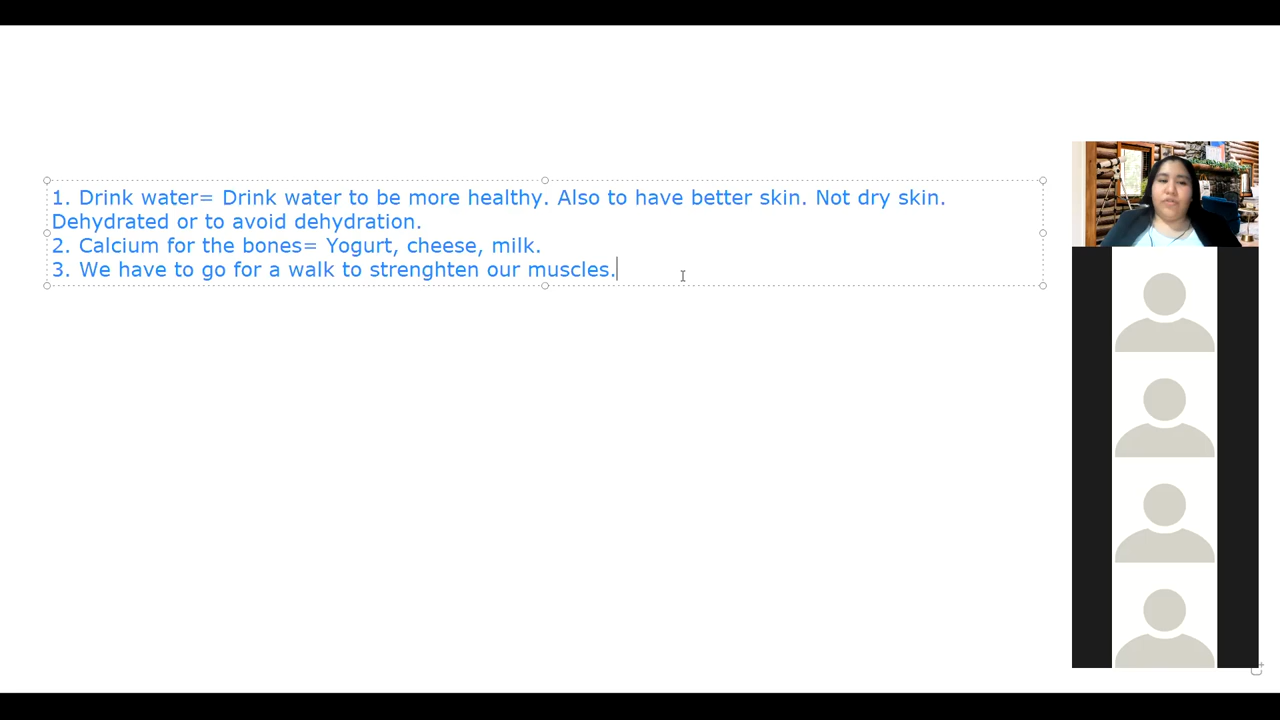 1. Drink water= Drink water to be more healthy. Also to have better skin. Not dry skin.
Dehydrated or to avoid dehydration.
2. Calcium for the bones= Yogurt, cheese, milk.
3. We have to go for a walk to strenghten our muscles.